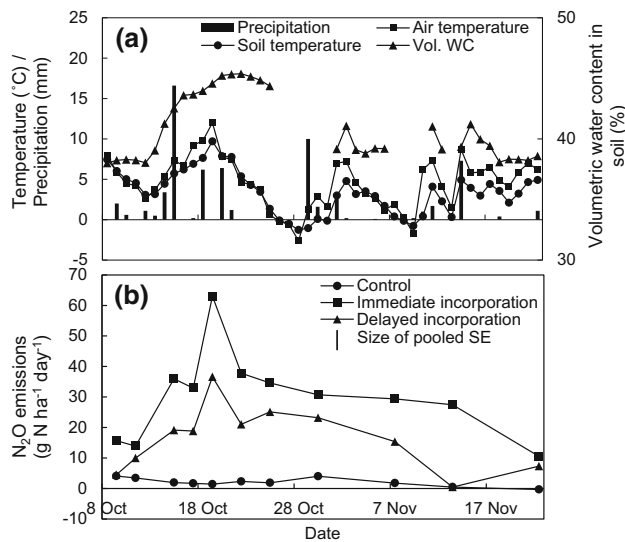 Precipitation Air temperature
Soil temperature Vol. WC
(a)
25
20
15
10
5
0
-5
Temperature (˚C) /
Precipitation (mm)
50
40
30
Volumetric water content in
soil (%)
(b)
Control
Immediate incorporation
Delayed incorporation
Size of pooled SE
70
60
50
40
30
20
10
0
-10
N₂O emissions
(g N ha⁻¹ day⁻¹)
8 Oct 18 Oct 28 Oct 7 Nov 17 Nov
Date